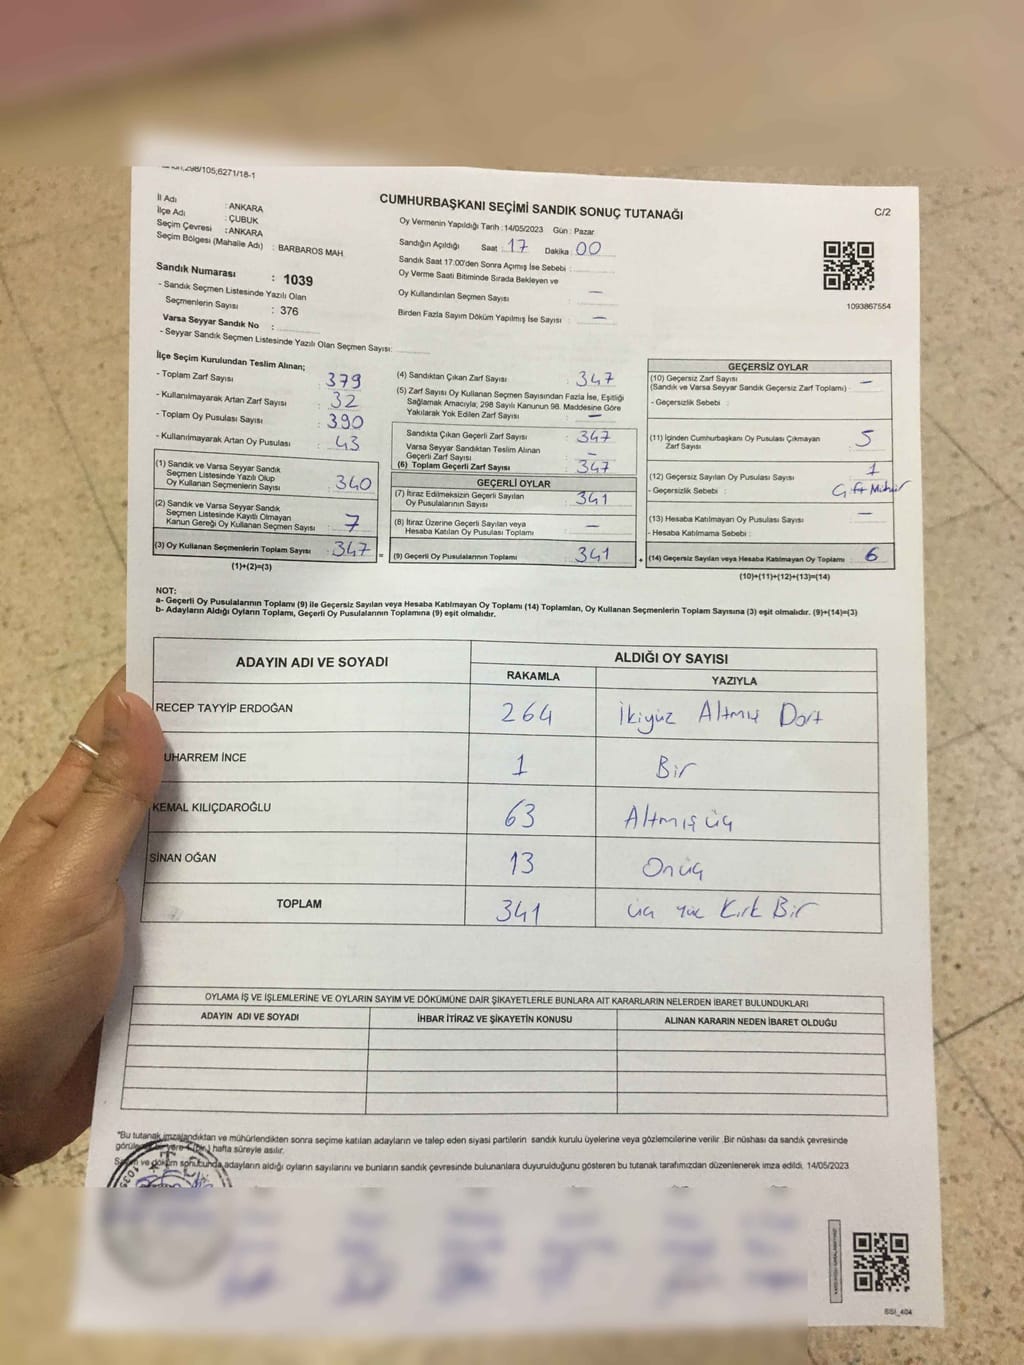 298/105,6271/18-1
CUMHURBAŞKANI SEÇİMİ SANDIK SONUÇ TUTANAĞI
C/2
İl Adı : ANKARA
İlçe Adı : ÇUBUK
Seçim Çevresi : ANKARA
Seçim Bölgesi (Mahalle Adı) : BARBAROS MAH.
Sandık Numarası : 1039
- Sandık Seçmen Listesinde Yazılı Olan
Seçmenlerin Sayısı : 376
Varsa Seyyar Sandık No :
- Seyyar Sandık Seçmen Listesinde Yazılı Olan Seçmen Sayısı:
Oy Vermenin Yapıldığı Tarih : 14/05/2023 Gün : Pazar
Sandığın Açıldığı Saat : 17 Dakika : 00
Sandık Saat 17:00'den Sonra Açılmış İse Sebebi :
Oy Verme Saati Bitiminde Sırada Bekleyen ve
Oy Kullandırılan Seçmen Sayısı : —
Birden Fazla Sayım Döküm Yapılmış İse Sayısı : —
1093867554
İlçe Seçim Kurulundan Teslim Alınan;
- Toplam Zarf Sayısı : 379
- Kullanılmayarak Artan Zarf Sayısı : 32
- Toplam Oy Pusulası Sayısı : 390
- Kullanılmayarak Artan Oy Pusulası : 43
(1) Sandık ve Varsa Seyyar Sandık
Seçmen Listesinde Yazılı Olup
Oy Kullanan Seçmenlerin Sayısı : 340
(2) Sandık ve Varsa Seyyar Sandık
Seçmen Listesinde Kayıtlı Olmayan
Kanun Gereği Oy Kullanan Seçmen Sayısı : 7
(3) Oy Kullanan Seçmenlerin Toplam Sayısı : 347 =
(1)+(2)=(3)
(4) Sandıktan Çıkan Zarf Sayısı : 347
(5) Zarf Sayısı Oy Kullanan Seçmen Sayısından Fazla İse, Eşitliği
Sağlamak Amacıyla; 298 Sayılı Kanunun 98. Maddesine Göre
Yakılarak Yok Edilen Zarf Sayısı : —
Sandıkta Çıkan Geçerli Zarf Sayısı : 347
Varsa Seyyar Sandıktan Teslim Alınan
Geçerli Zarf Sayısı : —
(6) Toplam Geçerli Zarf Sayısı : 347
GEÇERLİ OYLAR
(7) İtiraz Edilmeksizin Geçerli Sayılan
Oy Pusulalarının Sayısı : 341
(8) İtiraz Üzerine Geçerli Sayılan veya
Hesaba Katılan Oy Pusulası Toplamı : —
(9) Geçerli Oy Pusulalarının Toplamı : 341 +
GEÇERSİZ OYLAR
(10) Geçersiz Zarf Sayısı
(Sandık ve Varsa Seyyar Sandık Geçersiz Zarf Toplamı) : —
- Geçersizlik Sebebi :
(11) İçinden Cumhurbaşkanı Oy Pusulası Çıkmayan
Zarf Sayısı : 5
(12) Geçersiz Sayılan Oy Pusulası Sayısı : 1
- Geçersizlik Sebebi : Çift Mühür
(13) Hesaba Katılmayan Oy Pusulası Sayısı : —
- Hesaba Katılmama Sebebi :
(14) Geçersiz Sayılan veya Hesaba Katılmayan Oy Toplamı : 6
(10)+(11)+(12)+(13)=(14)
NOT:
a- Geçerli Oy Pusulalarının Toplamı (9) ile Geçersiz Sayılan veya Hesaba Katılmayan Oy Toplamı (14) Toplamları, Oy Kullanan Seçmenlerin Toplam Sayısına (3) eşit olmalıdır. (9)+(14)=(3)
b- Adayların Aldığı Oyların Toplamı, Geçerli Oy Pusulalarının Toplamına (9) eşit olmalıdır.
ADAYIN ADI VE SOYADI ALDIĞI OY SAYISI
RAKAMLA YAZIYLA
RECEP TAYYİP ERDOĞAN 264 İkiyüz Altmış Dört
UHARREM İNCE 1 Bir
KEMAL KILIÇDAROĞLU 63 Altmış üç
SİNAN OĞAN 13 Onüç
TOPLAM 341 üç yüz Kırk Bir
OYLAMA İŞ VE İŞLEMLERİNE VE OYLARIN SAYIM VE DÖKÜMÜNE DAİR ŞİKAYETLERLE BUNLARA AİT KARARLARIN NELERDEN İBARET BULUNDUKLARI
ADAYIN ADI VE SOYADI İHBAR İTİRAZ VE ŞİKAYETİN KONUSU ALINAN KARARIN NEDEN İBARET OLDUĞU
*Bu tutanak imzalandıktan ve mühürlendikten sonra seçime katılan adayların ve talep eden siyasi partilerin sandık kurulu üyelerine veya gözlemcilerine verilir. Bir nüshası da sandık çevresinde
görülebilir yere 1 (bir) hafta süreyle asılır.
Sayım ve döküm sonucunda adayların aldığı oyların sayılarını ve bunların sandık çevresinde bulunanlara duyurulduğunu gösteren bu tutanak tarafımızdan düzenlenerek imza edildi. 14/05/2023
SSI_404